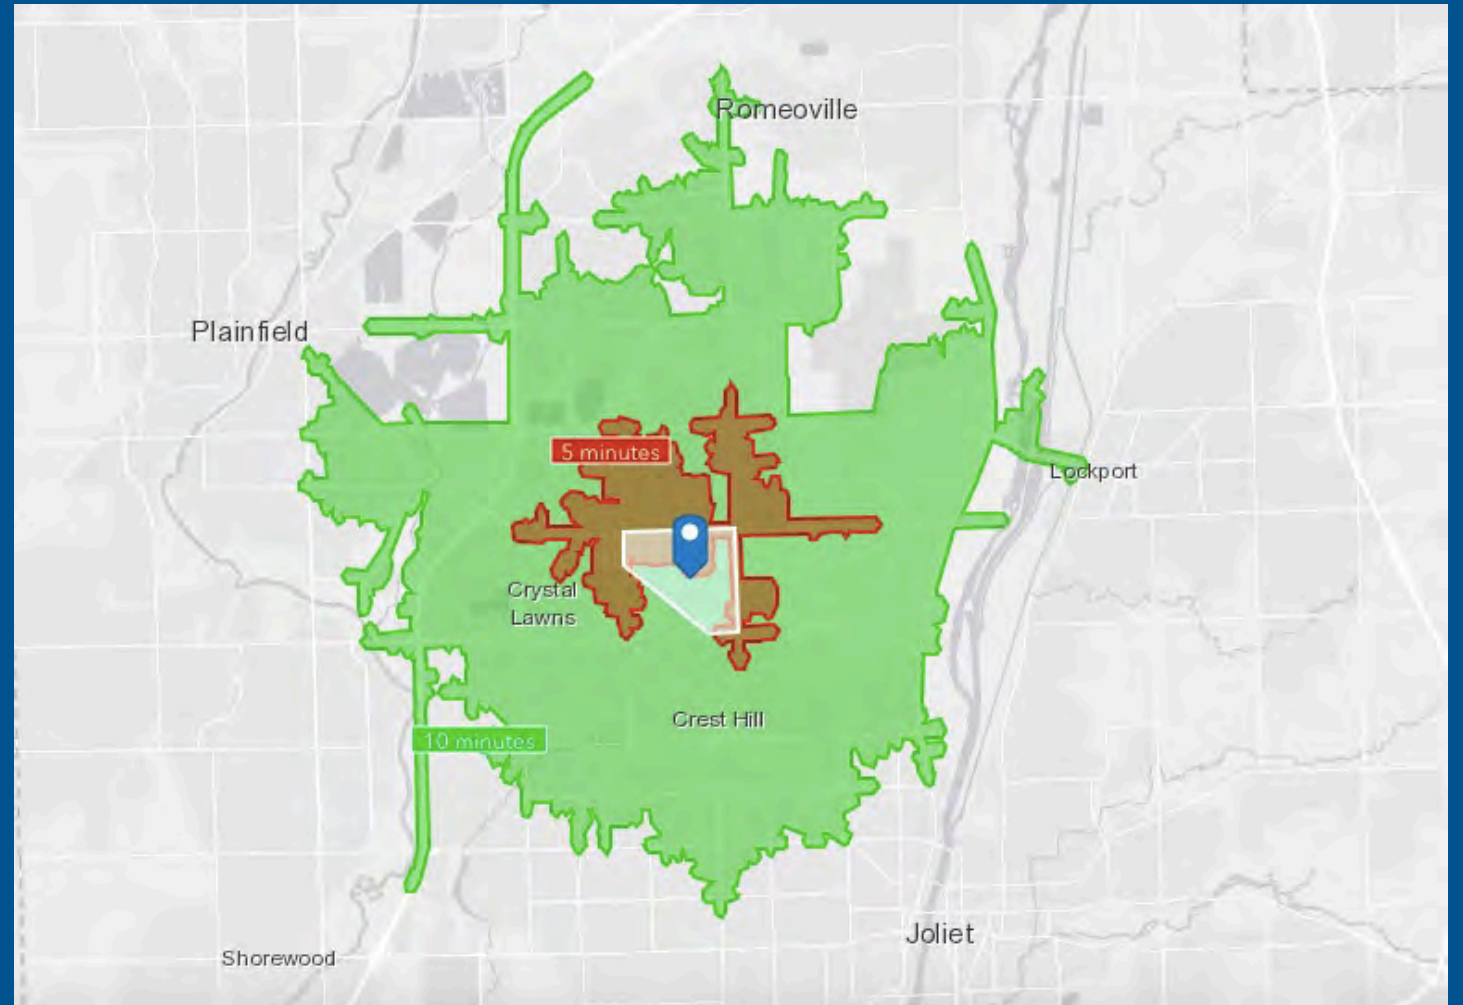 Romeoville
Plainfield
5 minutes
Lockport
Crystal
Lawns
Crest Hill
10 minutes
Joliet
Shorewood